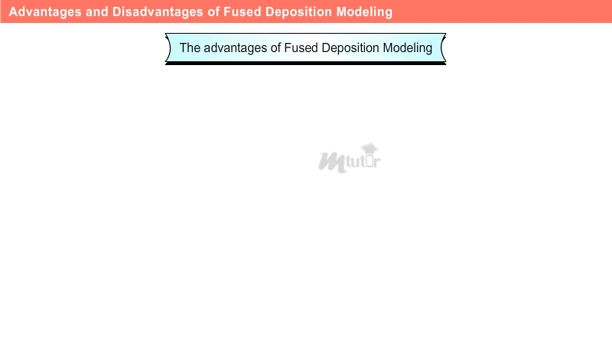 Advantages and Disadvantages of Fused Deposition Modeling
The advantages of Fused Deposition Modeling
Mtutor